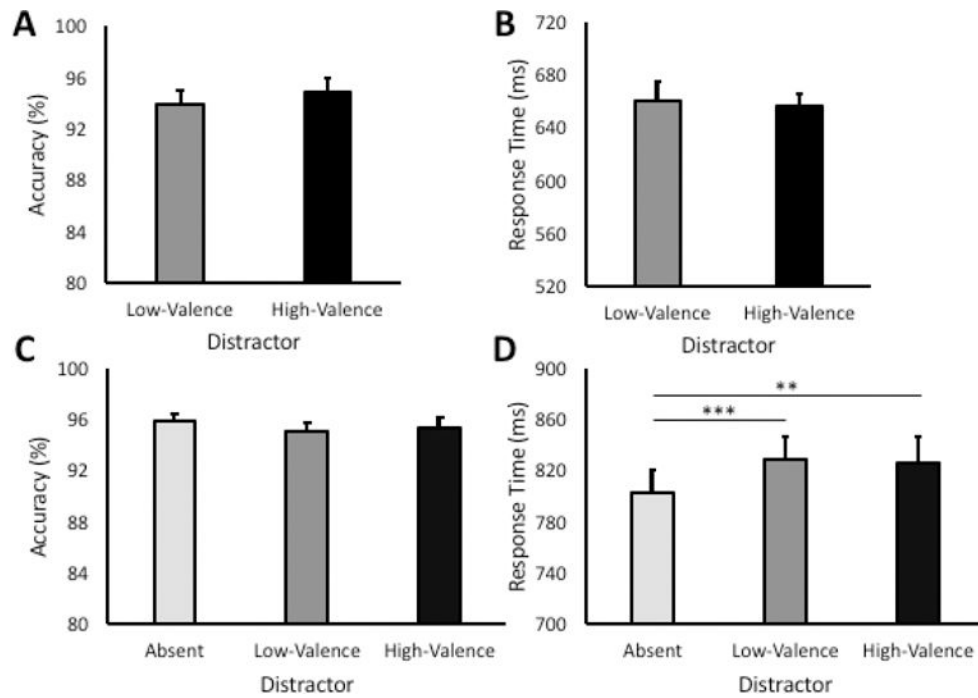 A
Accuracy (%)
100
96
92
88
84
80
Low-Valence High-Valence
Distractor
B
Response Time (ms)
720
680
640
600
560
520
Low-Valence High-Valence
Distractor
C
Accuracy (%)
100
96
92
88
84
80
Absent Low-Valence High-Valence
Distractor
D
Response Time (ms)
900
860
820
780
740
700
**
***
Absent Low-Valence High-Valence
Distractor